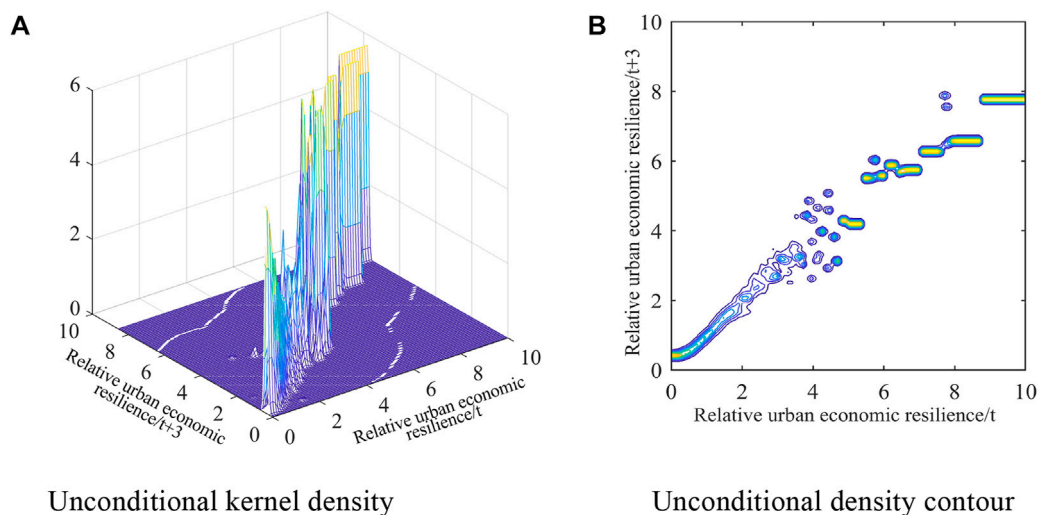 A
6
4
2
0
10
8
6
4
2
0
0
2
4
6
8
10
Relative urban economic
resilience/t+3
Relative urban economic
resilience/t
Unconditional kernel density
B
10
8
6
4
2
0
Relative urban economic resilience/t+3
0
2
4
6
8
10
Relative urban economic resilience/t
Unconditional density contour